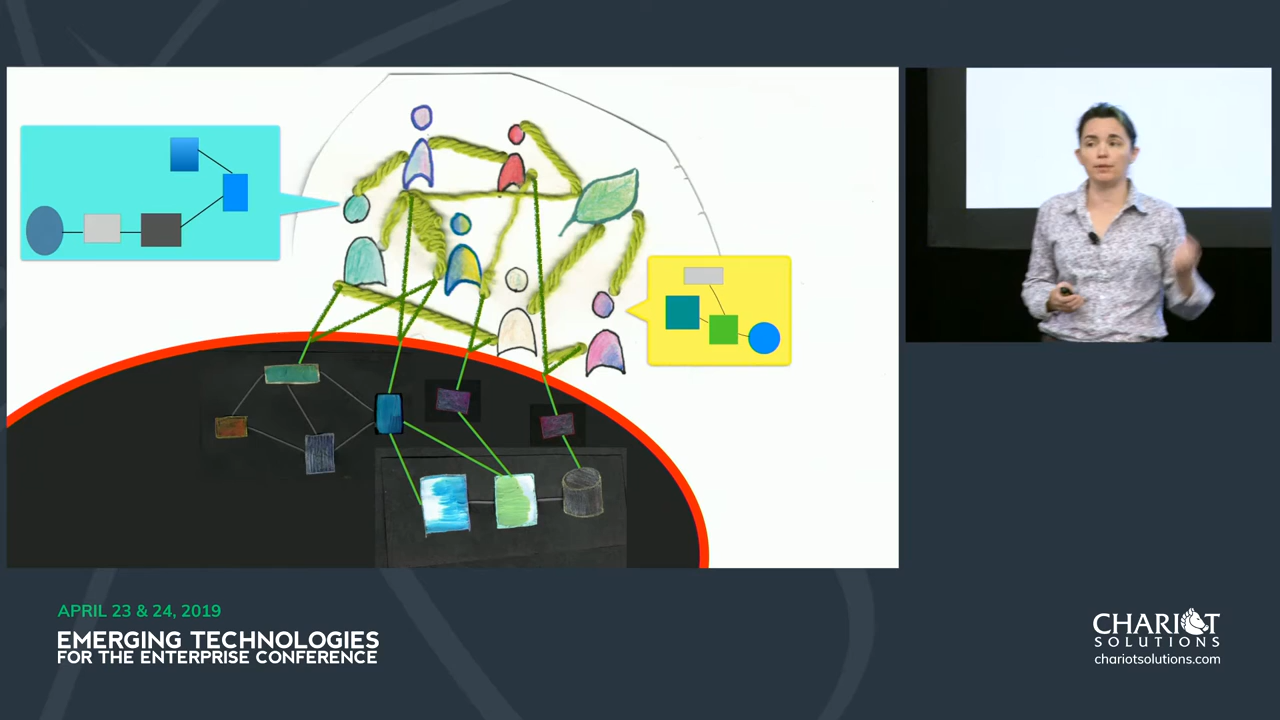 APRIL 23 & 24, 2019
EMERGING TECHNOLOGIES
FOR THE ENTERPRISE CONFERENCE
CHARIOT
SOLUTIONS
chariotsolutions.com